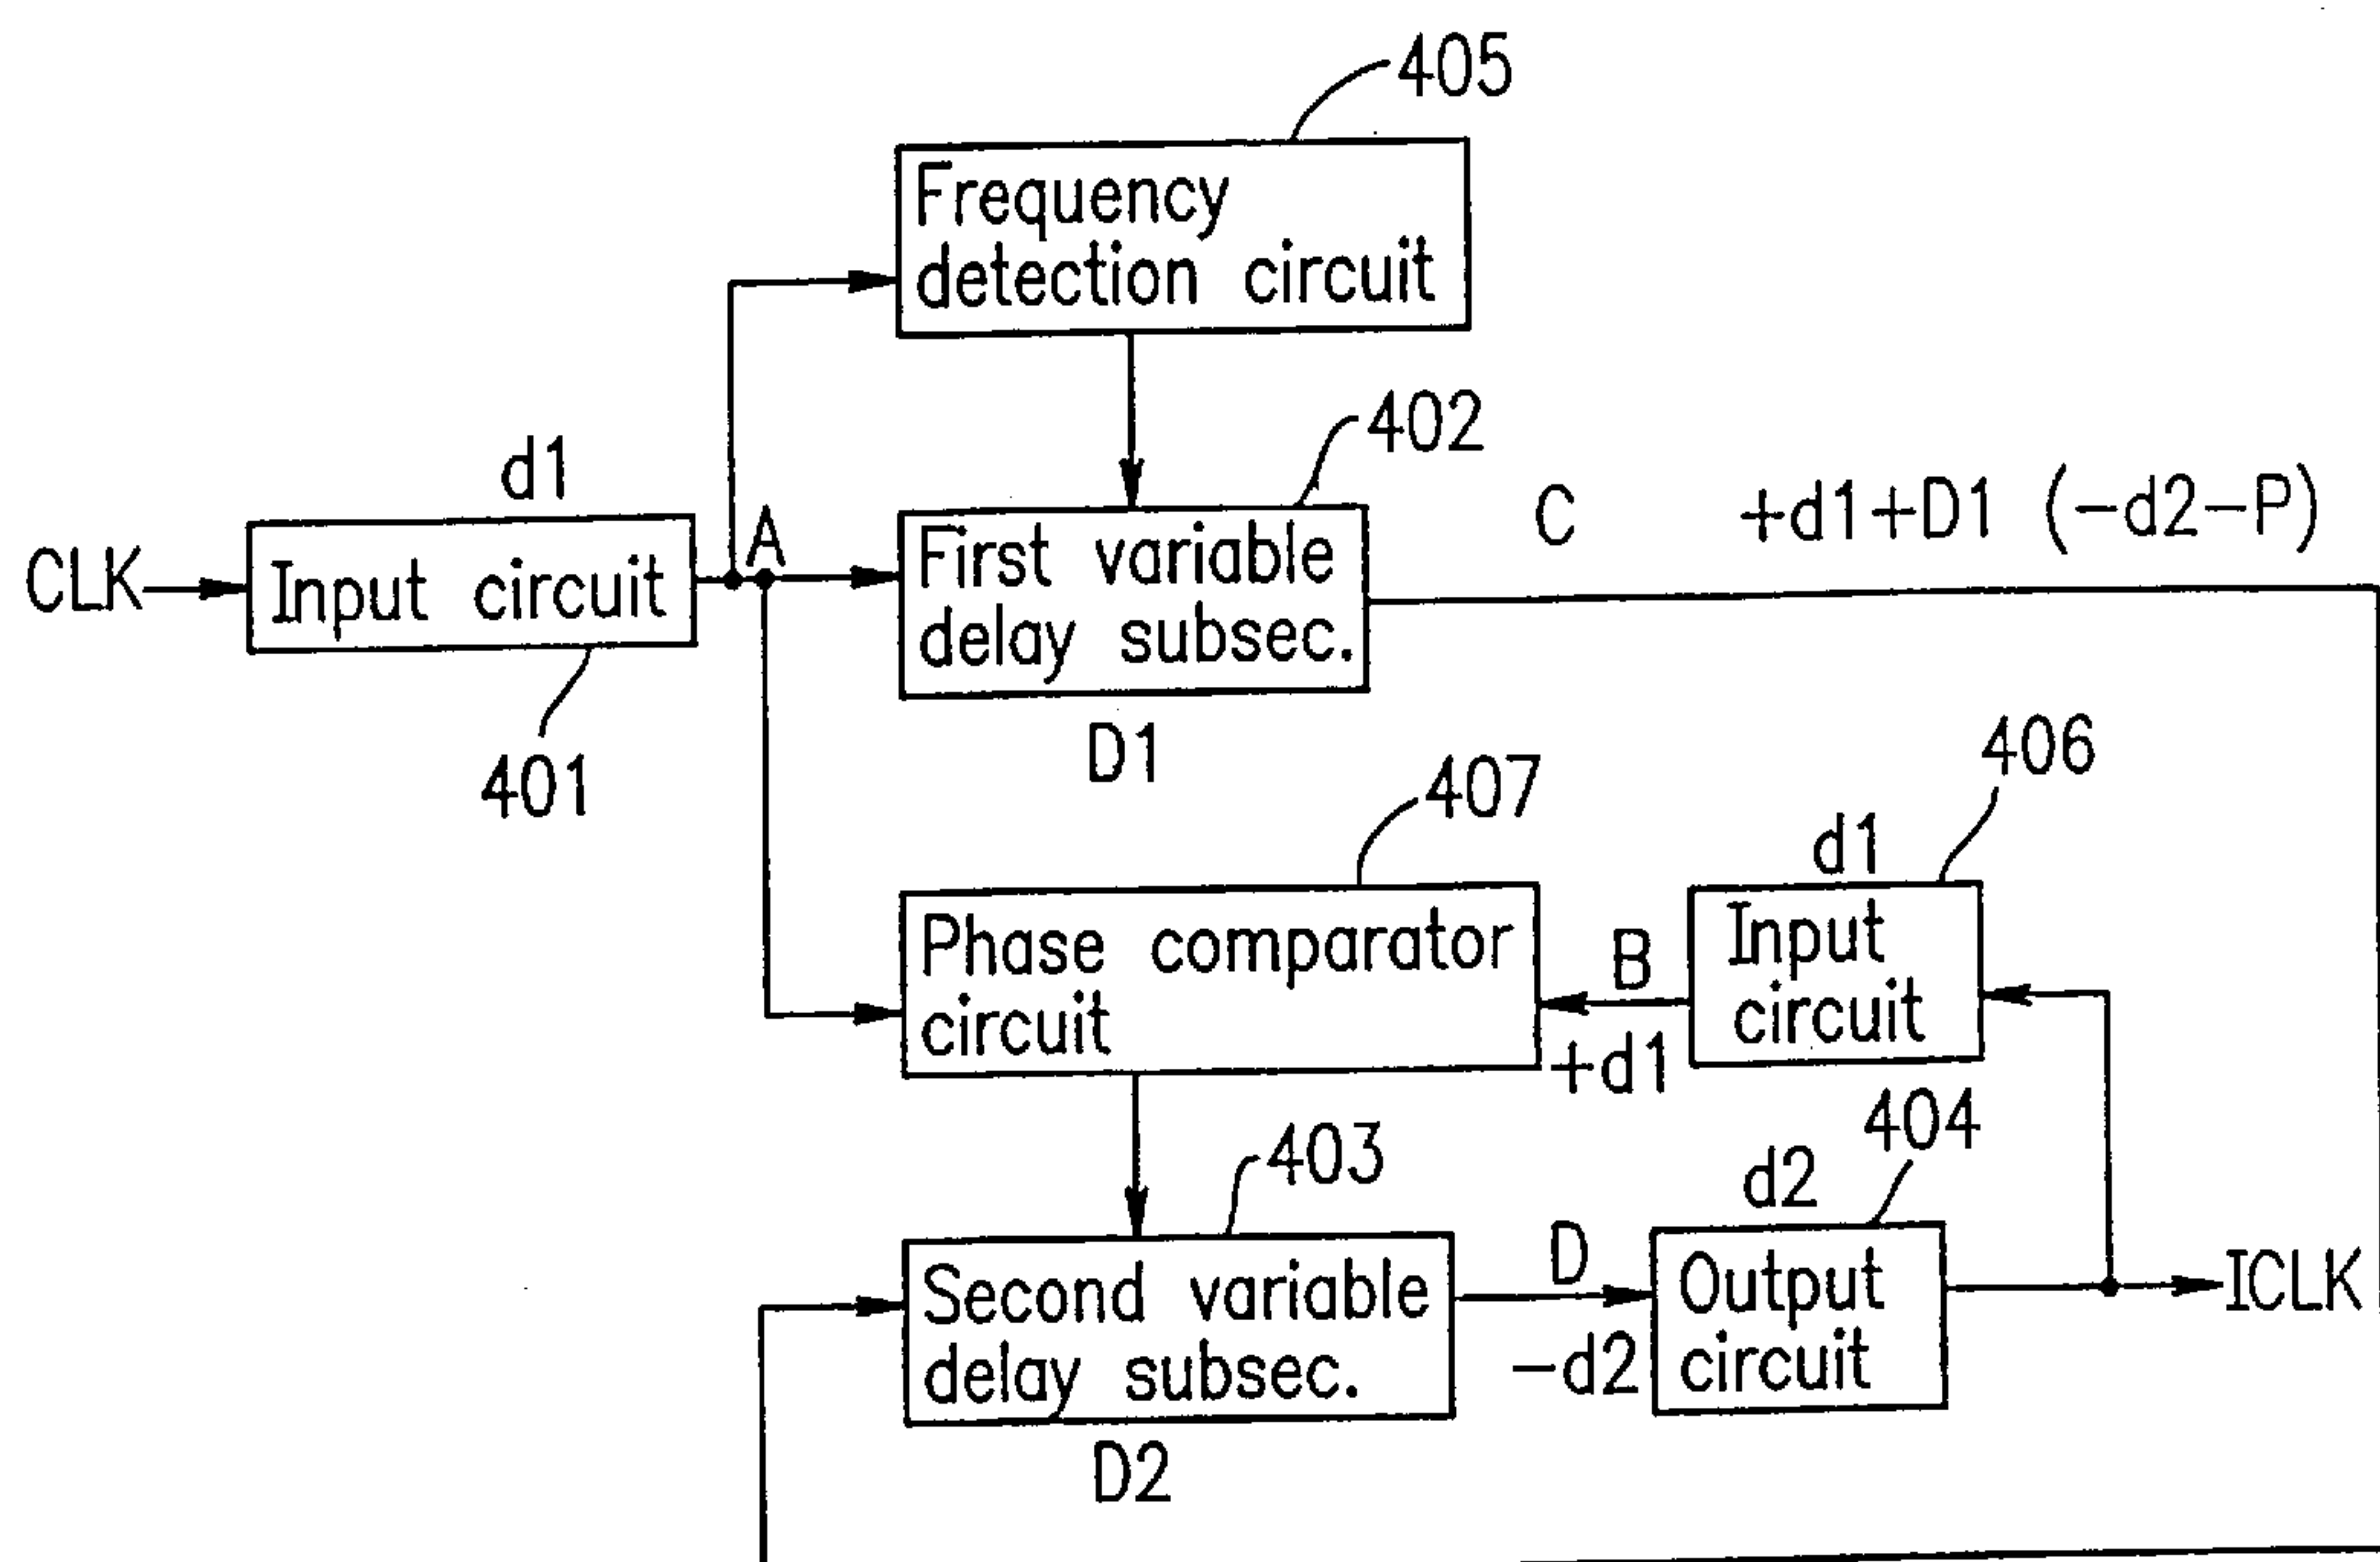 405
Frequency
detection circuit
402
d1
A
C
+d1+D1 (-d2-P)
CLK
Input circuit
First variable
delay subsec.
401
D1
407
406
d1
Phase comparator
circuit
B
+d1
Input
circuit
403
404
d2
Second variable
delay subsec.
D
-d2
Output
circuit
ICLK
D2